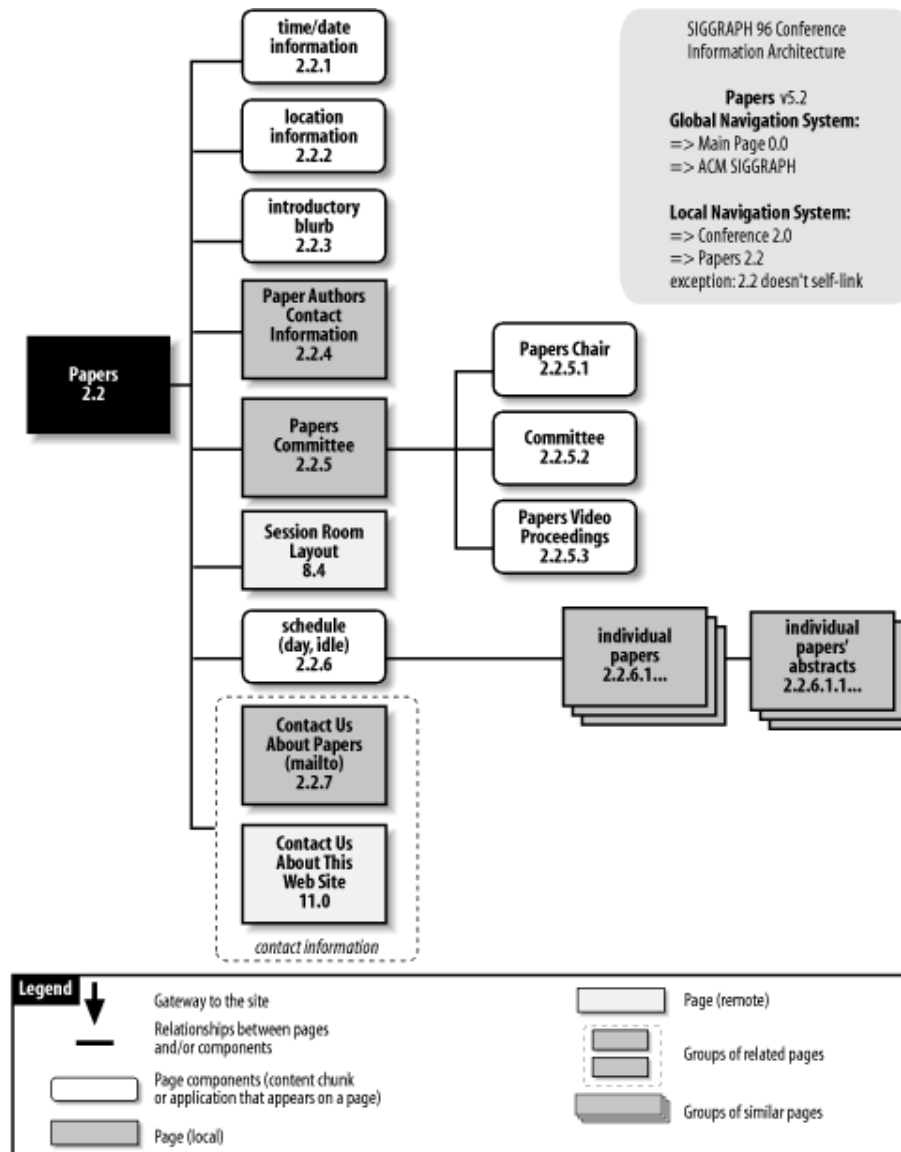 time/date
information
2.2.1
location
information
2.2.2
introductory
blurb
2.2.3
Paper Authors
Contact
Information
2.2.4
Papers
2.2
Papers
Committee
2.2.5
Session Room
Layout
8.4
schedule
(day, idle)
2.2.6
Contact Us
About Papers
(mailto)
2.2.7
Contact Us
About This
Web Site
11.0
contact information
Papers Chair
2.2.5.1
Committee
2.2.5.2
Papers Video
Proceedings
2.2.5.3
individual
papers
2.2.6.1...
individual
papers'
abstracts
2.2.6.1.1...
SIGGRAPH 96 Conference
Information Architecture
Papers v5.2
Global Navigation System:
=> Main Page 0.0
=> ACM SIGGRAPH
Local Navigation System:
=> Conference 2.0
=> Papers 2.2
exception: 2.2 doesn't self-link
Legend
Gateway to the site
Relationships between pages
and/or components
Page components (content chunk
or application that appears on a page)
Page (local)
Page (remote)
Groups of related pages
Groups of similar pages